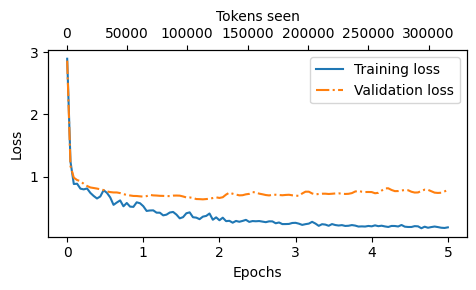 Tokens seen
0 50000 100000 150000 200000 250000 300000
3
Training loss
Validation loss
2
Loss
1
0 1 2 3 4 5
Epochs